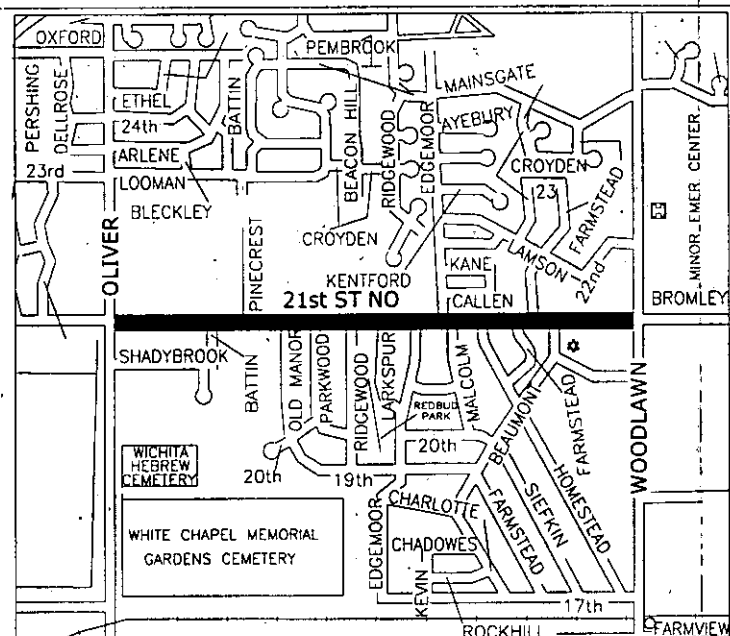 OXFORD
PEMBROOK
PERSHING
DELLROSE
ETHEL
24th
BATTIN
BEACON HILL
RIDGEWOOD
EDGEMOOR
MAINSGATE
AYEBURY
ARLENE
23rd
LOOMAN
BLECKLEY
CROYDEN
23
FARMSTEAD
MINOR EMER CENTER
H
OLIVER
PINECREST
CROYDEN
KENTFORD
KANE
LAMSON
22nd
21st ST NO
CALLEN
BROMLEY
SHADYBROOK
BATTIN
OLD MANOR
PARKWOOD
RIDGEWOOD
LARKSPUR
REDBUD
PARK
MALCOLM
BEAUMONT
FARMSTEAD
WOODLAWN
WICHITA
HEBREW
CEMETERY
20th
19th
20th
EDGEMOOR
CHARLOTTE
FARMSTEAD
SIEFKIN
HOMESTEAD
WHITE CHAPEL MEMORIAL
GARDENS CEMETERY
CHADOWES
KEVIN
17th
ROCKHILL
FARMVIEW